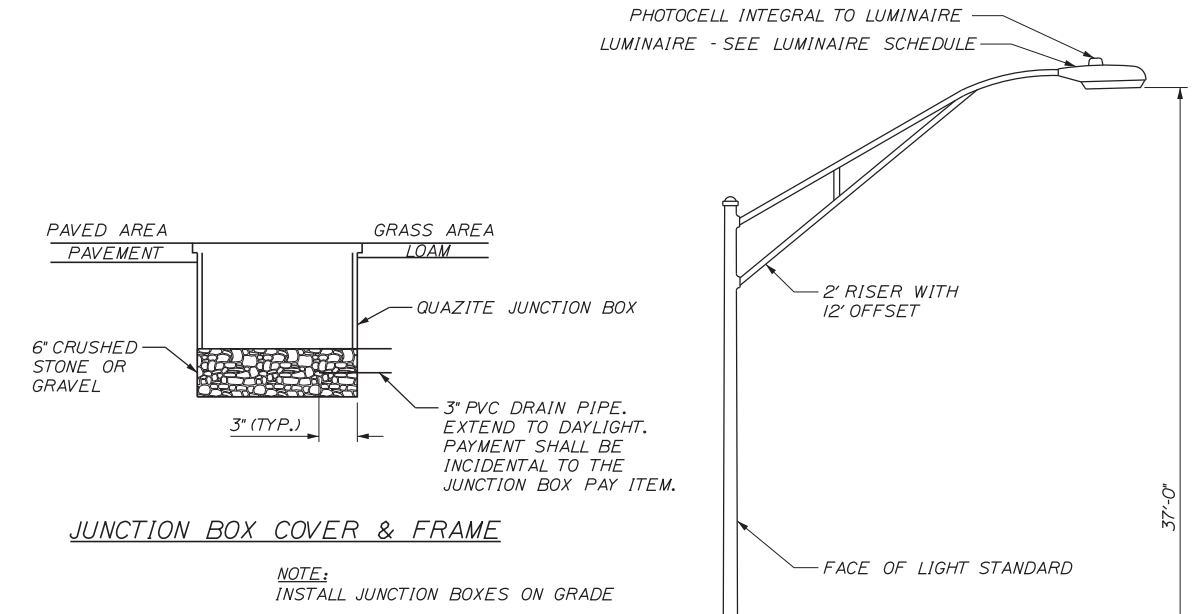 PHOTOCELL INTEGRAL TO LUMINAIRE
LUMINAIRE - SEE LUMINAIRE SCHEDULE
PAVED AREA
GRASS AREA
PAVEMENT
LOAM
QUAZITE JUNCTION BOX
6" CRUSHED
STONE OR
GRAVEL
3" (TYP.)
3" PVC DRAIN PIPE.
EXTEND TO DAYLIGHT.
PAYMENT SHALL BE
INCIDENTAL TO THE
JUNCTION BOX PAY ITEM.
JUNCTION BOX COVER & FRAME
NOTE:
INSTALL JUNCTION BOXES ON GRADE
2' RISER WITH
12' OFFSET
37'-0"
FACE OF LIGHT STANDARD